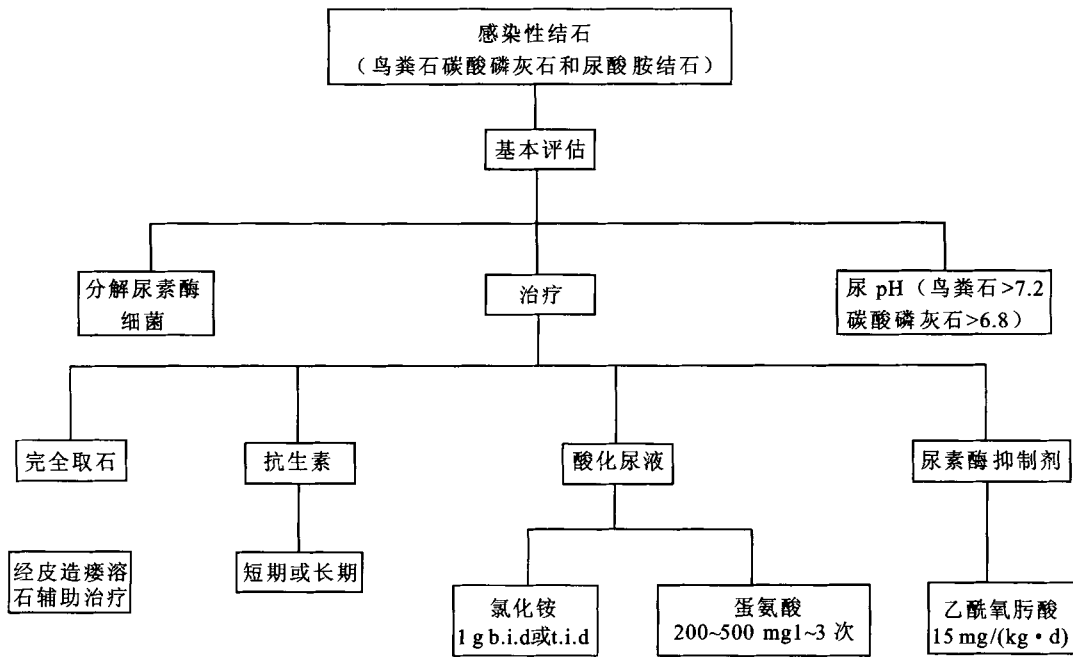 感染性结石
（鸟粪石碳酸磷灰石和尿酸胺结石）
基本评估
分解尿素酶
细菌
治疗
尿 pH（鸟粪石>7.2
碳酸磷灰石>6.8）
完全取石
抗生素
酸化尿液
尿素酶抑制剂
经皮造瘘溶
石辅助治疗
短期或长期
氯化铵
1 g b.i.d或t.i.d
蛋氨酸
200~500 mg1~3 次
乙酰氧肟酸
15 mg/(kg·d)